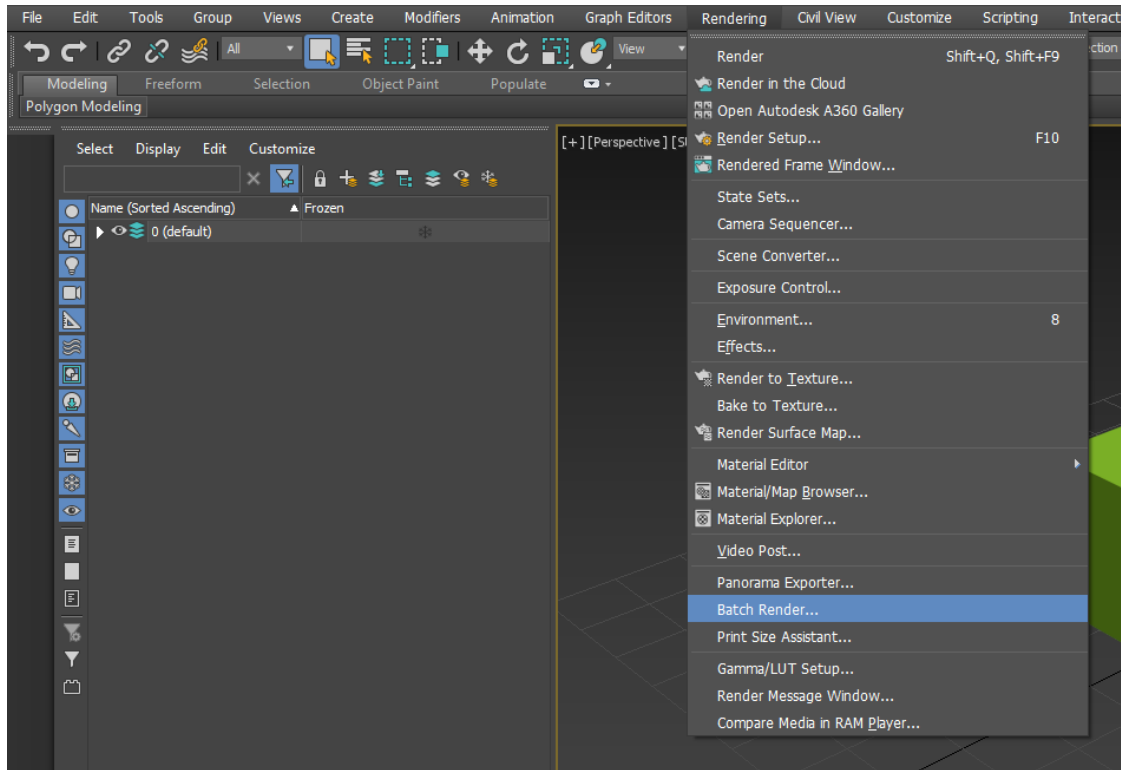 File Edit Tools Group Views Create Modifiers Animation Graph Editors Rendering Civil View Customize Scripting Interact
All View ction
Modeling Freeform Selection Object Paint Populate
Polygon Modeling
Select Display Edit Customize
Name (Sorted Ascending) Frozen
0 (default)
[+][Perspective][S
Render Shift+Q, Shift+F9
Render in the Cloud
Open Autodesk A360 Gallery
Render Setup... F10
Rendered Frame Window...
State Sets...
Camera Sequencer...
Scene Converter...
Exposure Control...
Environment... 8
Effects...
Render to Texture...
Bake to Texture...
Render Surface Map...
Material Editor
Material/Map Browser...
Material Explorer...
Video Post...
Panorama Exporter...
Batch Render...
Print Size Assistant...
Gamma/LUT Setup...
Render Message Window...
Compare Media in RAM Player...